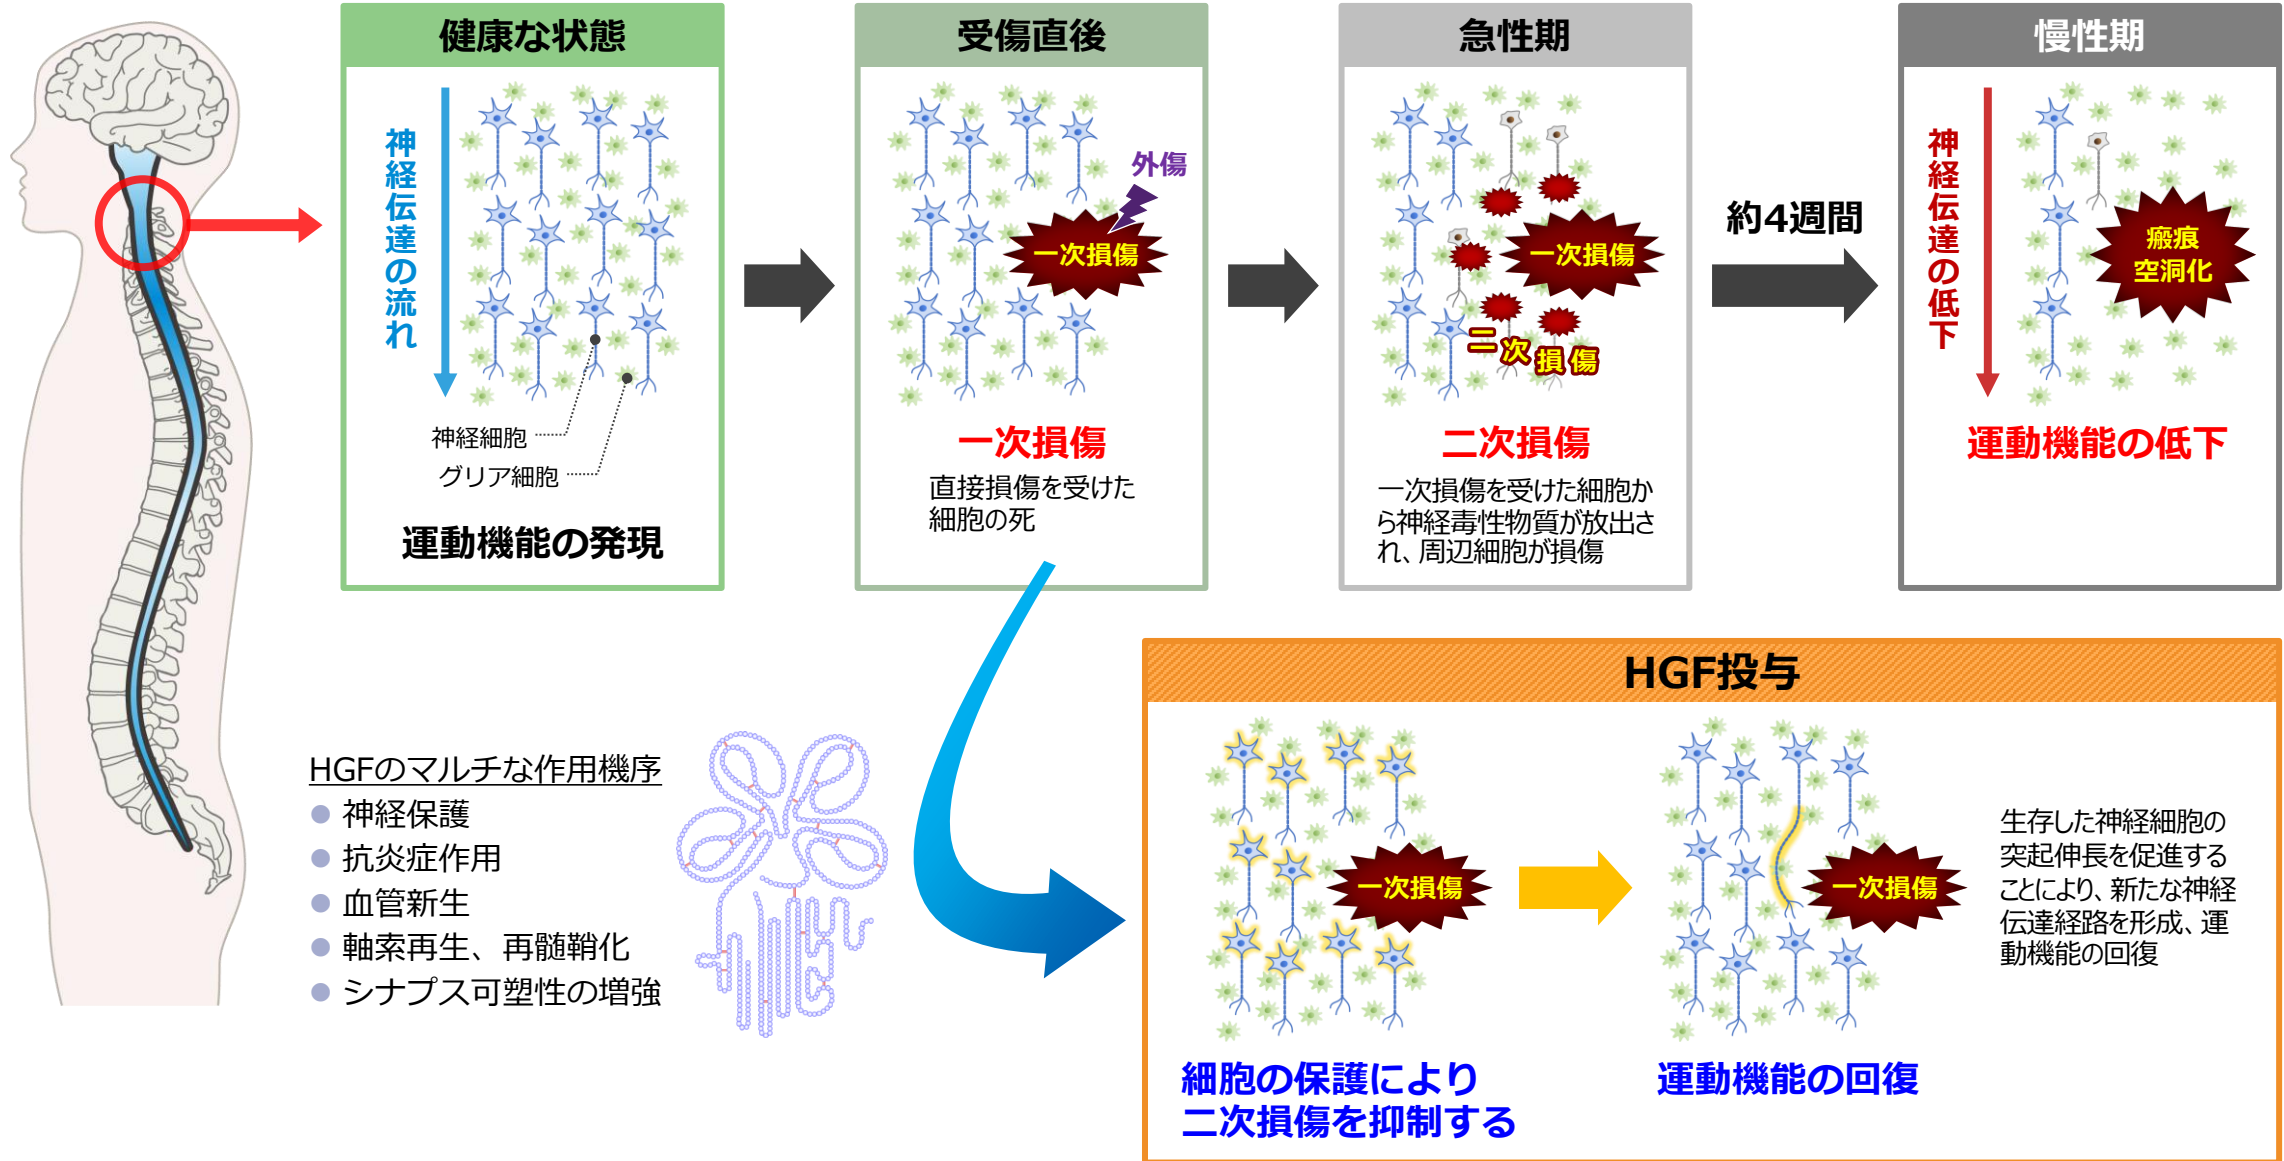 健康な状態
神経伝達の流れ
神経細胞
グリア細胞
運動機能の発現
受傷直後
外傷
一次損傷
一次損傷
直接損傷を受けた
細胞の死
急性期
一次損傷
二次損傷
二次損傷
一次損傷を受けた細胞か
ら神経毒性物質が放出さ
れ、周辺細胞が損傷
約4週間
慢性期
神経伝達の低下
瘢痕
空洞化
運動機能の低下
HGFのマルチな作用機序
神経保護
抗炎症作用
血管新生
軸索再生、再髄鞘化
シナプス可塑性の増強
HGF投与
一次損傷
細胞の保護により
二次損傷を抑制する
一次損傷
運動機能の回復
生存した神経細胞の
突起伸長を促進する
ことにより、新たな神経
伝達経路を形成、運
動機能の回復